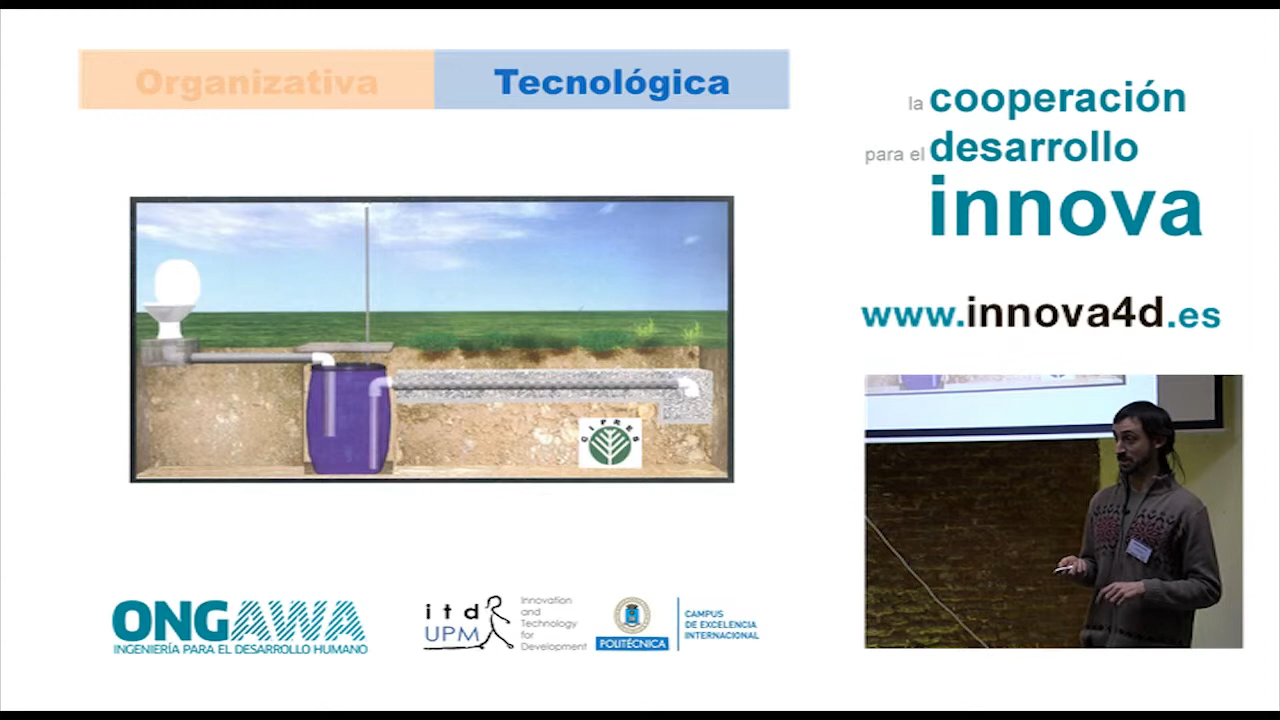 Organizativa
Tecnológica
la cooperación
para el desarrollo
innova
www.innova4d.es
CIPRES
ONGAWA
INGENIERÍA PARA EL DESARROLLO HUMANO
itd
UPM
Innovation
and
Technology
for
Development
POLITÉCNICA
CAMPUS
DE EXCELENCIA
INTERNACIONAL